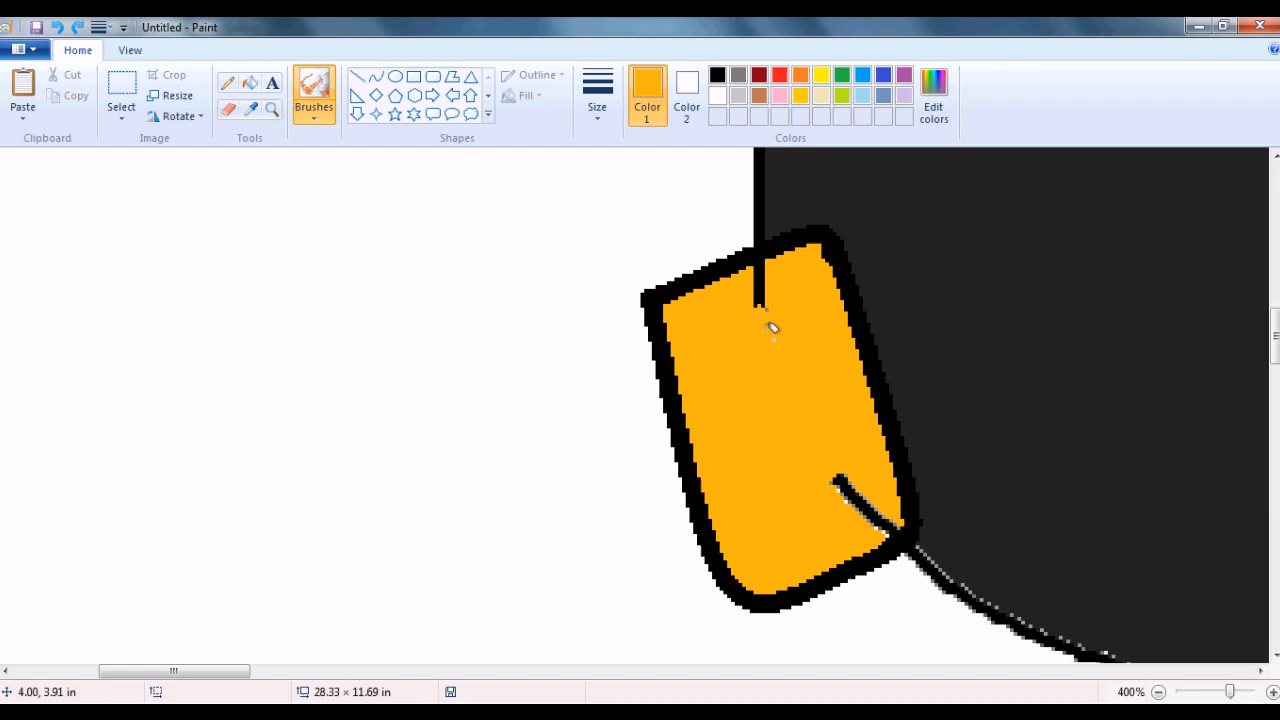 Untitled - Paint
Home View
Paste
Cut
Copy
Clipboard
Select
Crop
Resize
Rotate
Image
A
Tools
Brushes
Shapes
Outline
Fill
Size
Color 1
Color 2
Edit colors
Colors
4.00, 3.91 in
28.33 × 11.69 in
400%